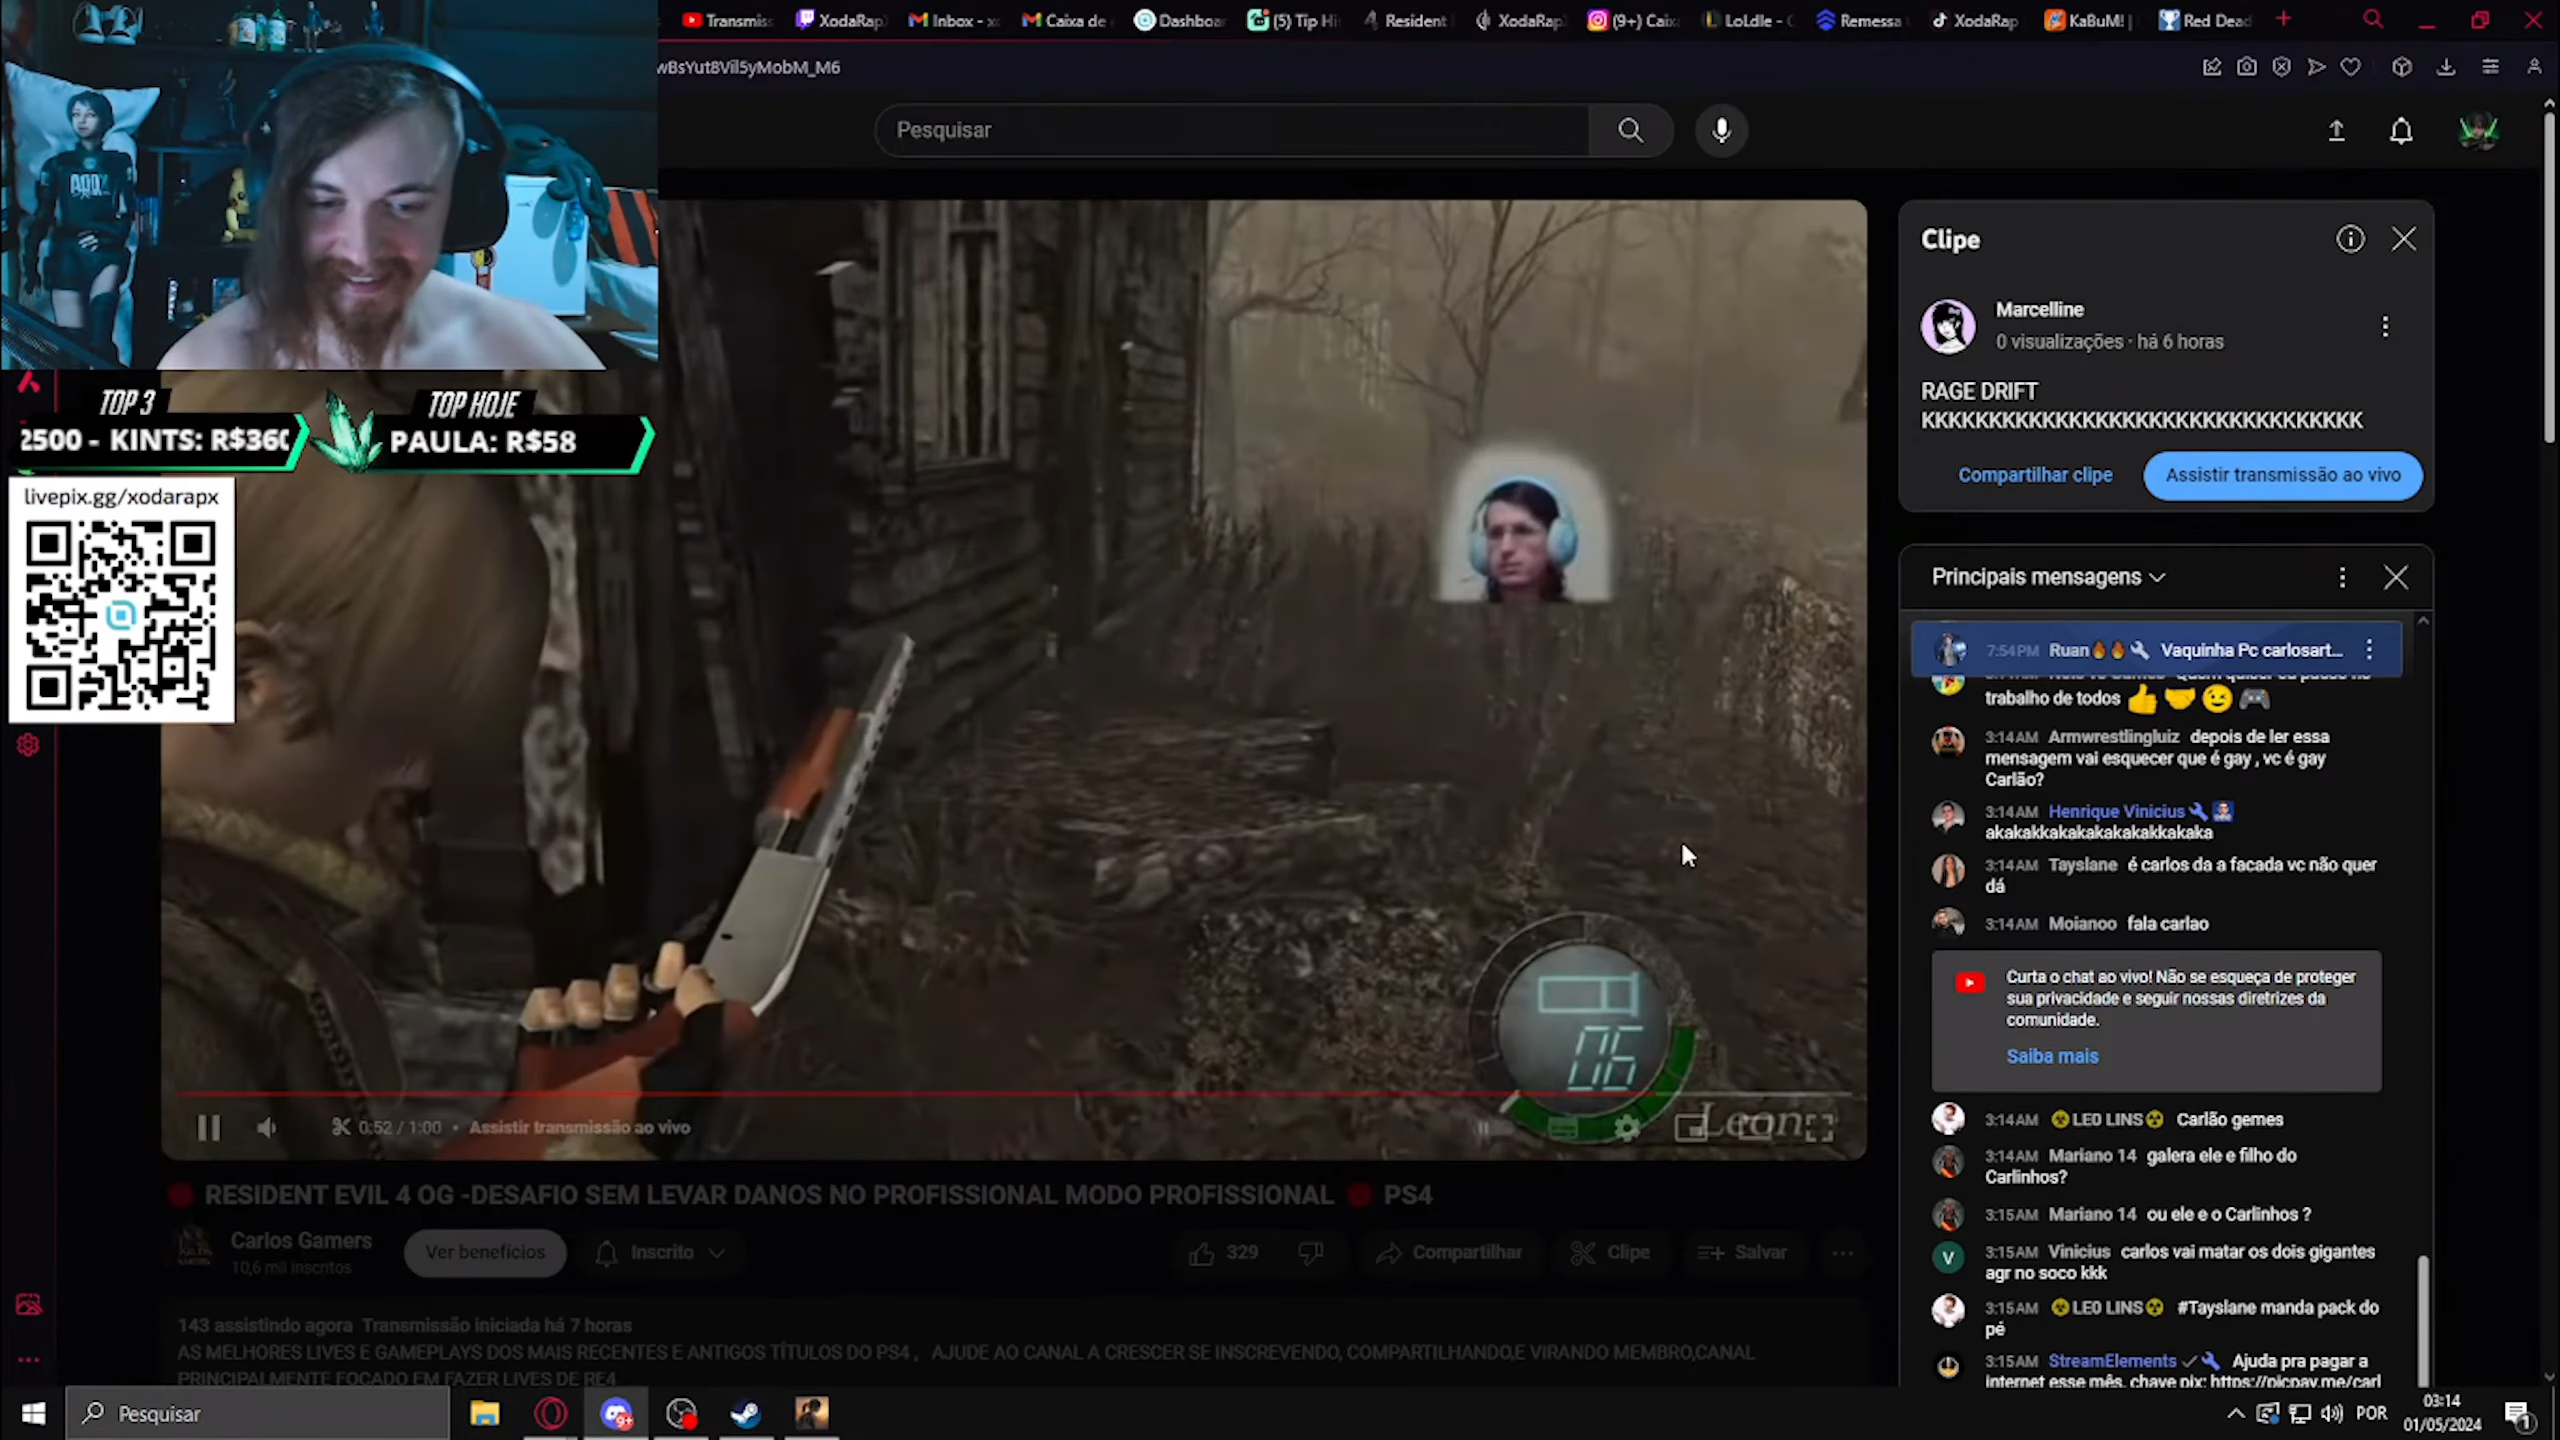 Transmiss
XodaRap
Inbox - xc
Caixa de
Dashboar
(5) Tip Hi
Resident
XodaRap
(9+) Caix
LoLdle - C
Remessa
XodaRap
KaBuM! |
Red Dead
wBsYut8Vil5yMobM_M6
Pesquisar
TOP 3
2500 - KINTS: R$360
TOP HOJE
PAULA: R$58
livepix.gg/xodarapx
06
Leon
0:52 / 1:00 • Assistir transmissão ao vivo
RESIDENT EVIL 4 OG -DESAFIO SEM LEVAR DANOS NO PROFISSIONAL MODO PROFISSIONAL 🔴 PS4
Carlos Gamers
10,6 mil inscritos
Ver benefícios
Inscrito
329
Compartilhar
Clipe
Salvar
143 assistindo agora Transmissão iniciada há 7 horas
AS MELHORES LIVES E GAMEPLAYS DOS MAIS RECENTES E ANTIGOS TÍTULOS DO PS4 , AJUDE AO CANAL A CRESCER SE INSCREVENDO, COMPARTILHANDO,E VIRANDO MEMBRO,CANAL
PRINCIPALMENTE FOCADO EM FAZER LIVES DE RE4
Clipe
Marcelline
0 visualizações · há 6 horas
RAGE DRIFT
KKKKKKKKKKKKKKKKKKKKKKKKKKKKKKKKK
Compartilhar clipe
Assistir transmissão ao vivo
Principais mensagens
7:54PM Ruan🔥🔥 Vaquinha Pc carlosart...
trabalho de todos 👍🤝😉🎮
3:14AM Armwrestlingluiz depois de ler essa
mensagem vai esquecer que é gay , vc é gay
Carlão?
3:14AM Henrique Vinicius
akakakkakakakakakakkakaka
3:14AM Tayslane é carlos da a facada vc não quer
dá
3:14AM Moianoo fala carlao
Curta o chat ao vivo! Não se esqueça de proteger
sua privacidade e seguir nossas diretrizes da
comunidade.
Saiba mais
3:14AM ☢LEO LINS☢ Carlão gemes
3:14AM Mariano 14 galera ele e filho do
Carlinhos?
3:15AM Mariano 14 ou ele e o Carlinhos ?
V
3:15AM Vinicius carlos vai matar os dois gigantes
agr no soco kkk
3:15AM ☢LEO LINS☢ #Tayslane manda pack do
pé
3:15AM StreamElements Ajuda pra pagar a
internet esse mês. chave pix: https://picpay.me/carl
Pesquisar
9+
POR
03:14
01/05/2024
1